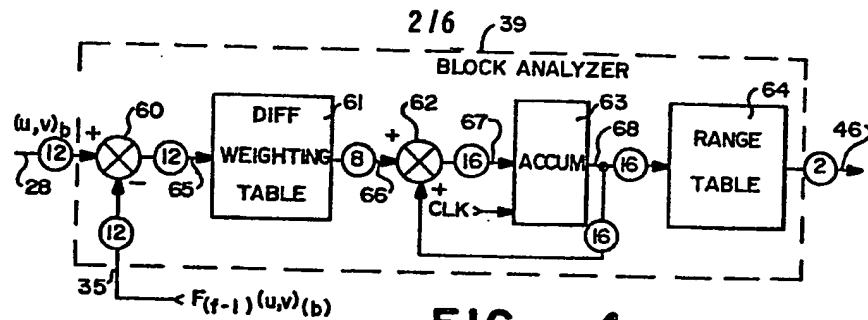 2/6
39
BLOCK ANALYZER
(u,v)b
+
60
12
28
12
65
−
12
35
F(f-1)(u,v)(b)
DIFF
WEIGHTING
TABLE
61
8
66
+
62
+
16
67
CLK
ACCUM
63
68
16
16
RANGE
TABLE
64
2
46
FIG